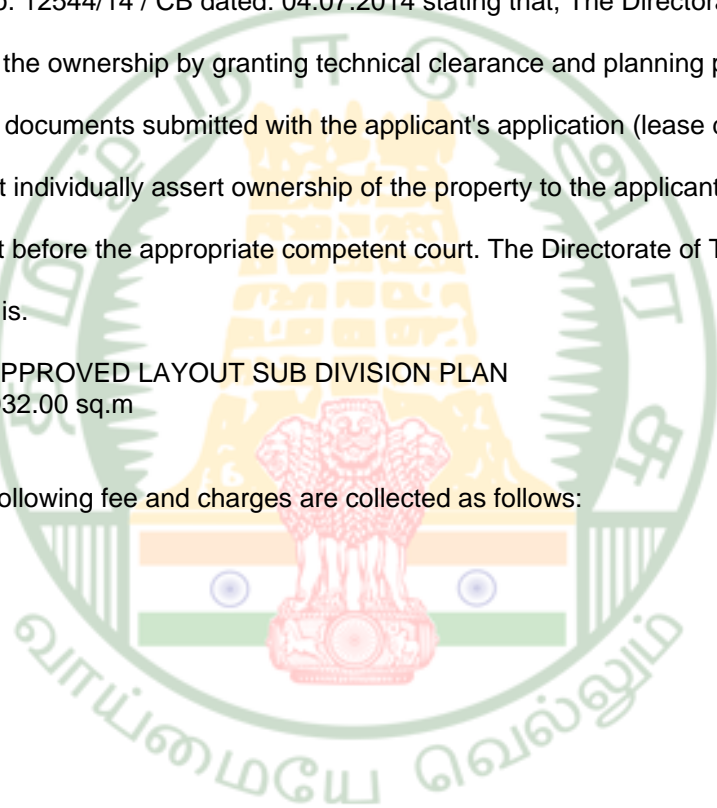 o. 12544/14 / CB dated: 04.07.2014 stating that, The Directora
the ownership by granting technical clearance and planning p
documents submitted with the applicant's application (lease
t individually assert ownership of the property to the applicant
t before the appropriate competent court. The Directorate of T
is.
PPROVED LAYOUT SUB DIVISION PLAN
932.00 sq.m
ollowing fee and charges are collected as follows:
தமிழ்நாடு அரசு
வாய்மையே வெல்லும்